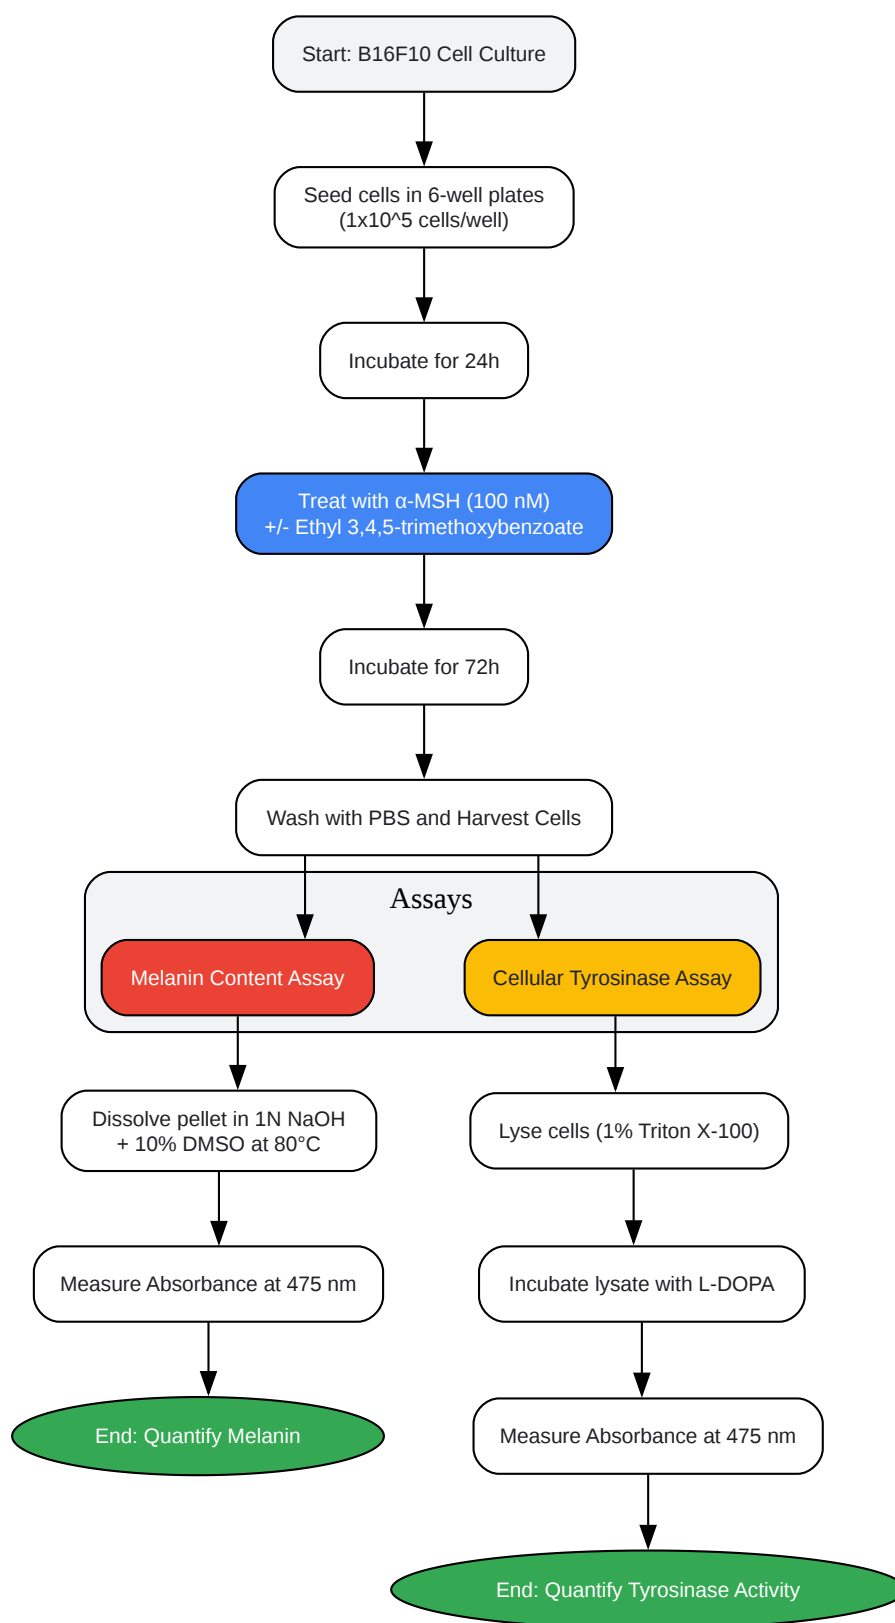 Start: B16F10 Cell Culture
Seed cells in 6-well plates
(1x10^5 cells/well)
Incubate for 24h
Treat with α-MSH (100 nM)
+/- Ethyl 3,4,5-trimethoxybenzoate
Incubate for 72h
Wash with PBS and Harvest Cells
Assays
Melanin Content Assay
Cellular Tyrosinase Assay
Dissolve pellet in 1N NaOH
+ 10% DMSO at 80°C
Lyse cells (1% Triton X-100)
Measure Absorbance at 475 nm
Incubate lysate with L-DOPA
End: Quantify Melanin
Measure Absorbance at 475 nm
End: Quantify Tyrosinase Activity